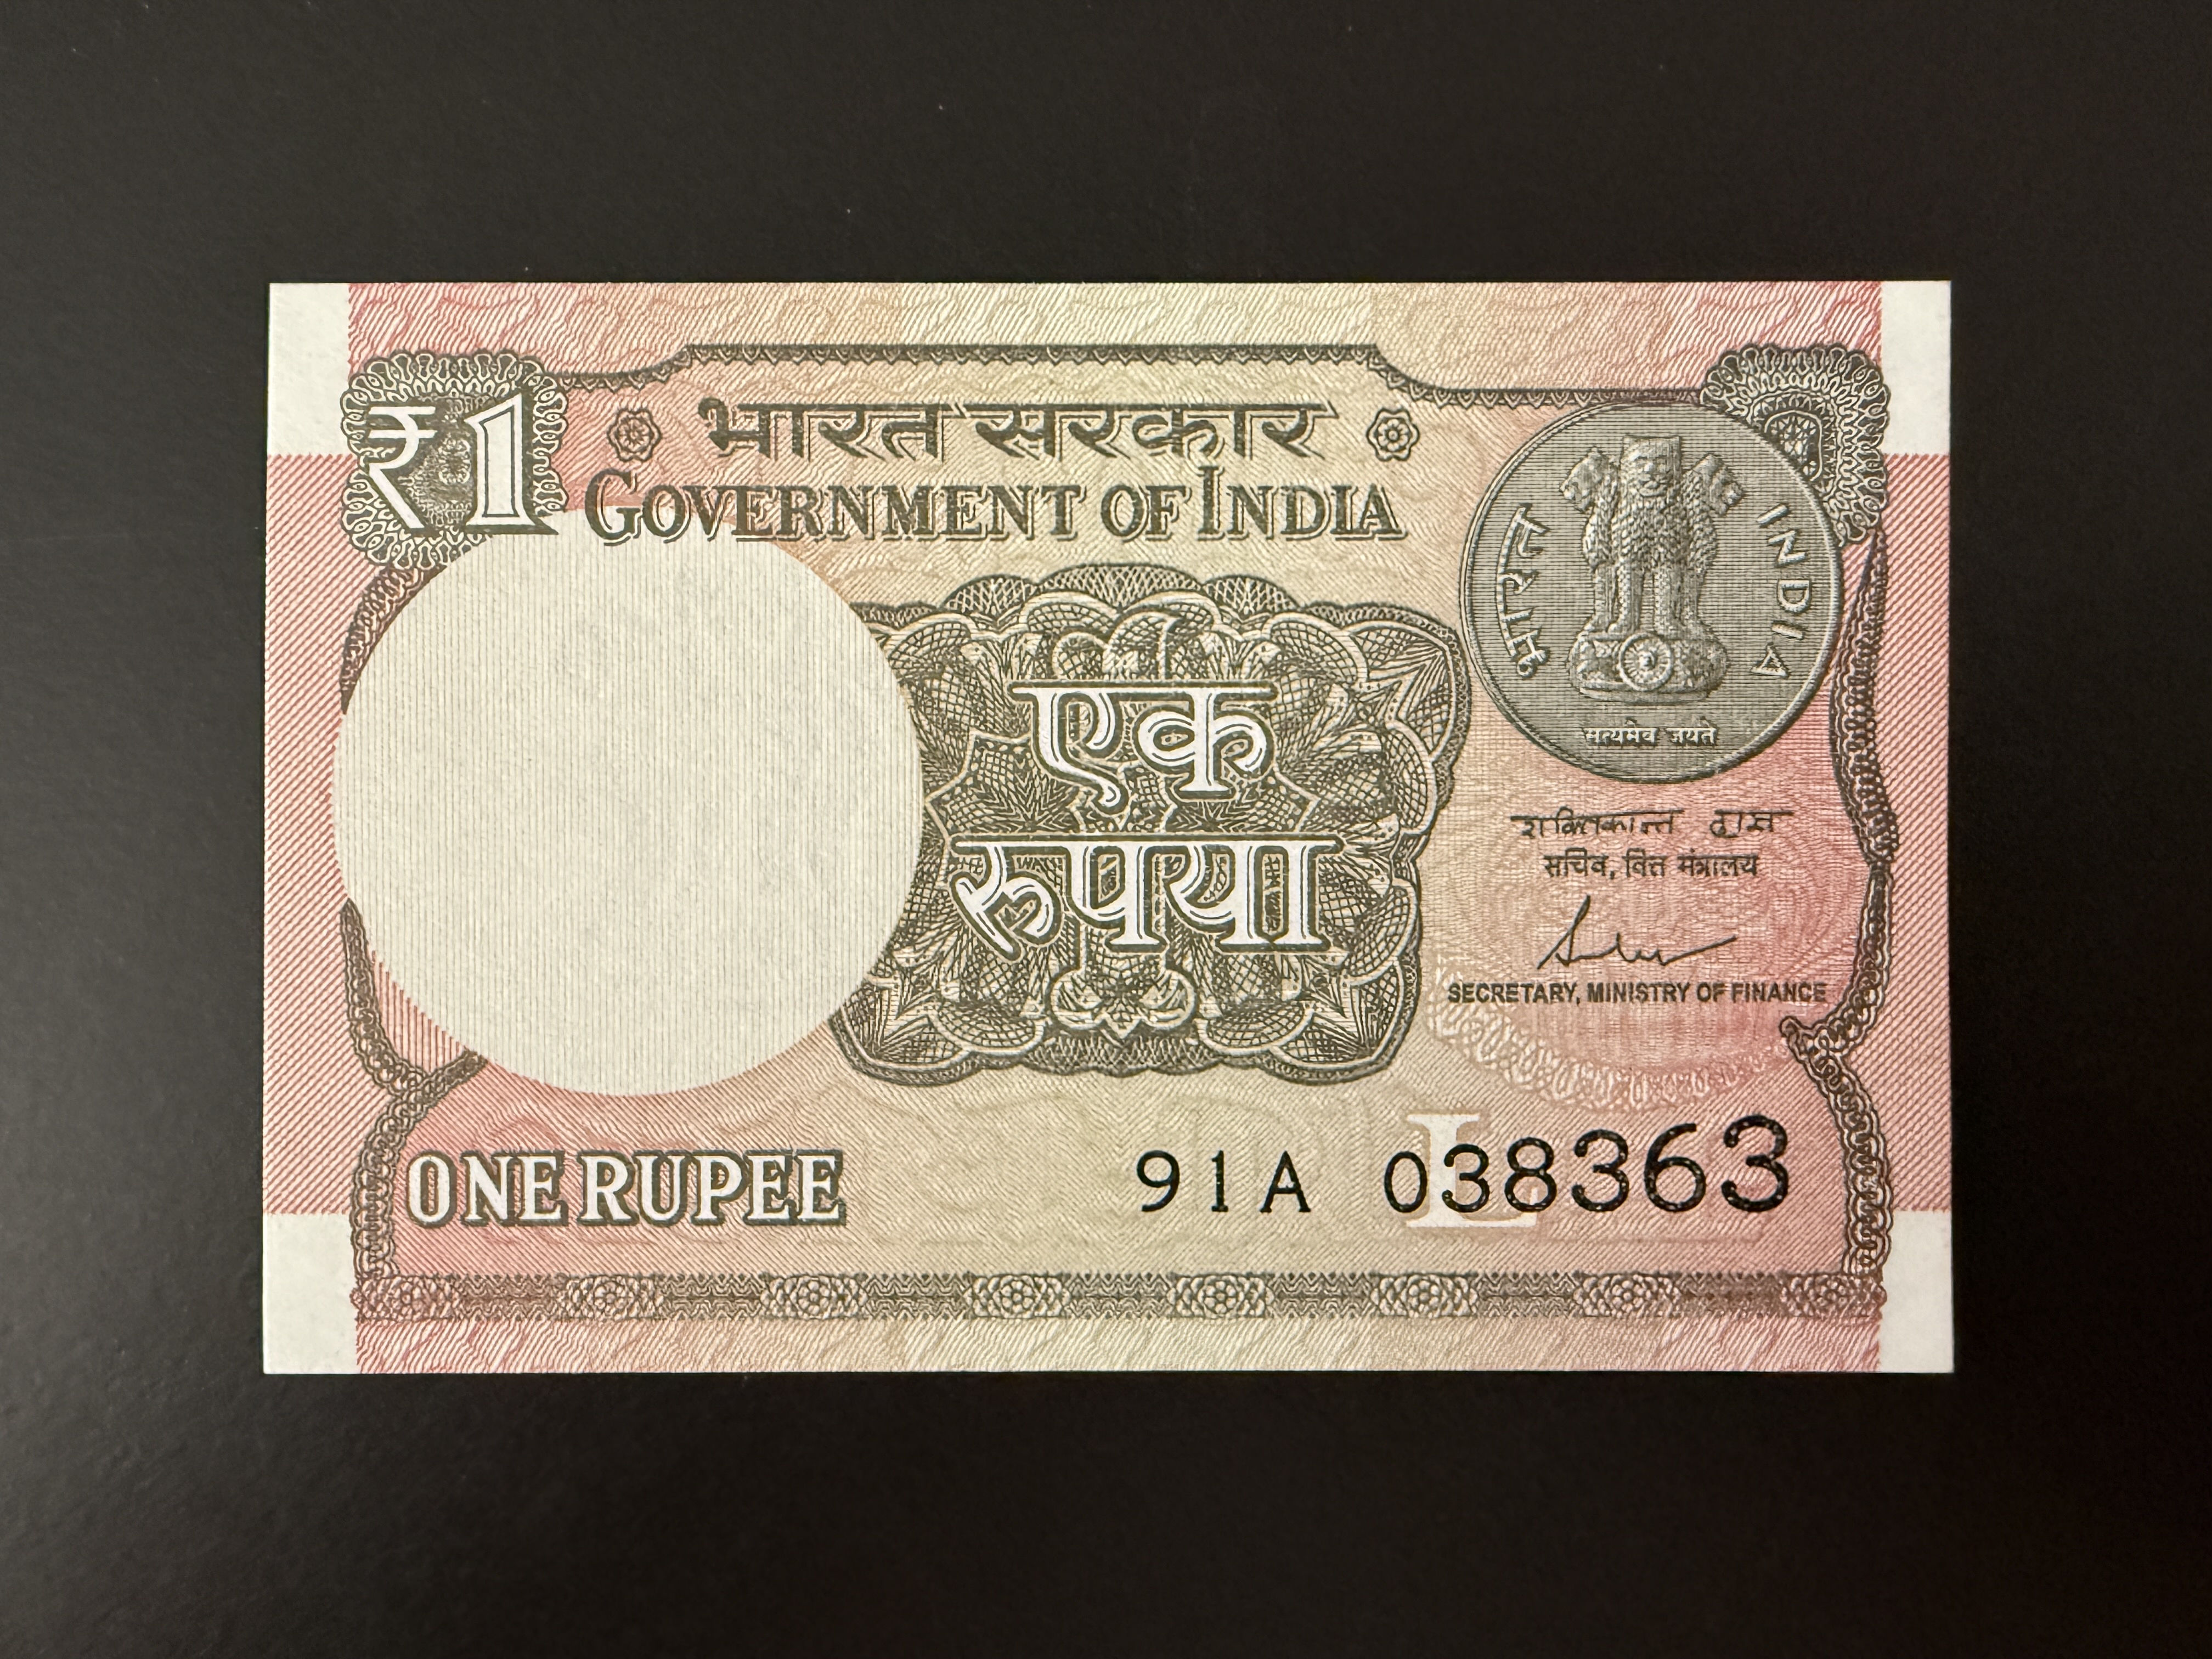 ₹1
भारत सरकार
GOVERNMENT OF INDIA
भारत
INDIA
सत्यमेव जयते
एक
रुपया
शक्तिकान्त दास
सचिव, वित्त मंत्रालय
SECRETARY, MINISTRY OF FINANCE
ONE RUPEE
91A 038363
L